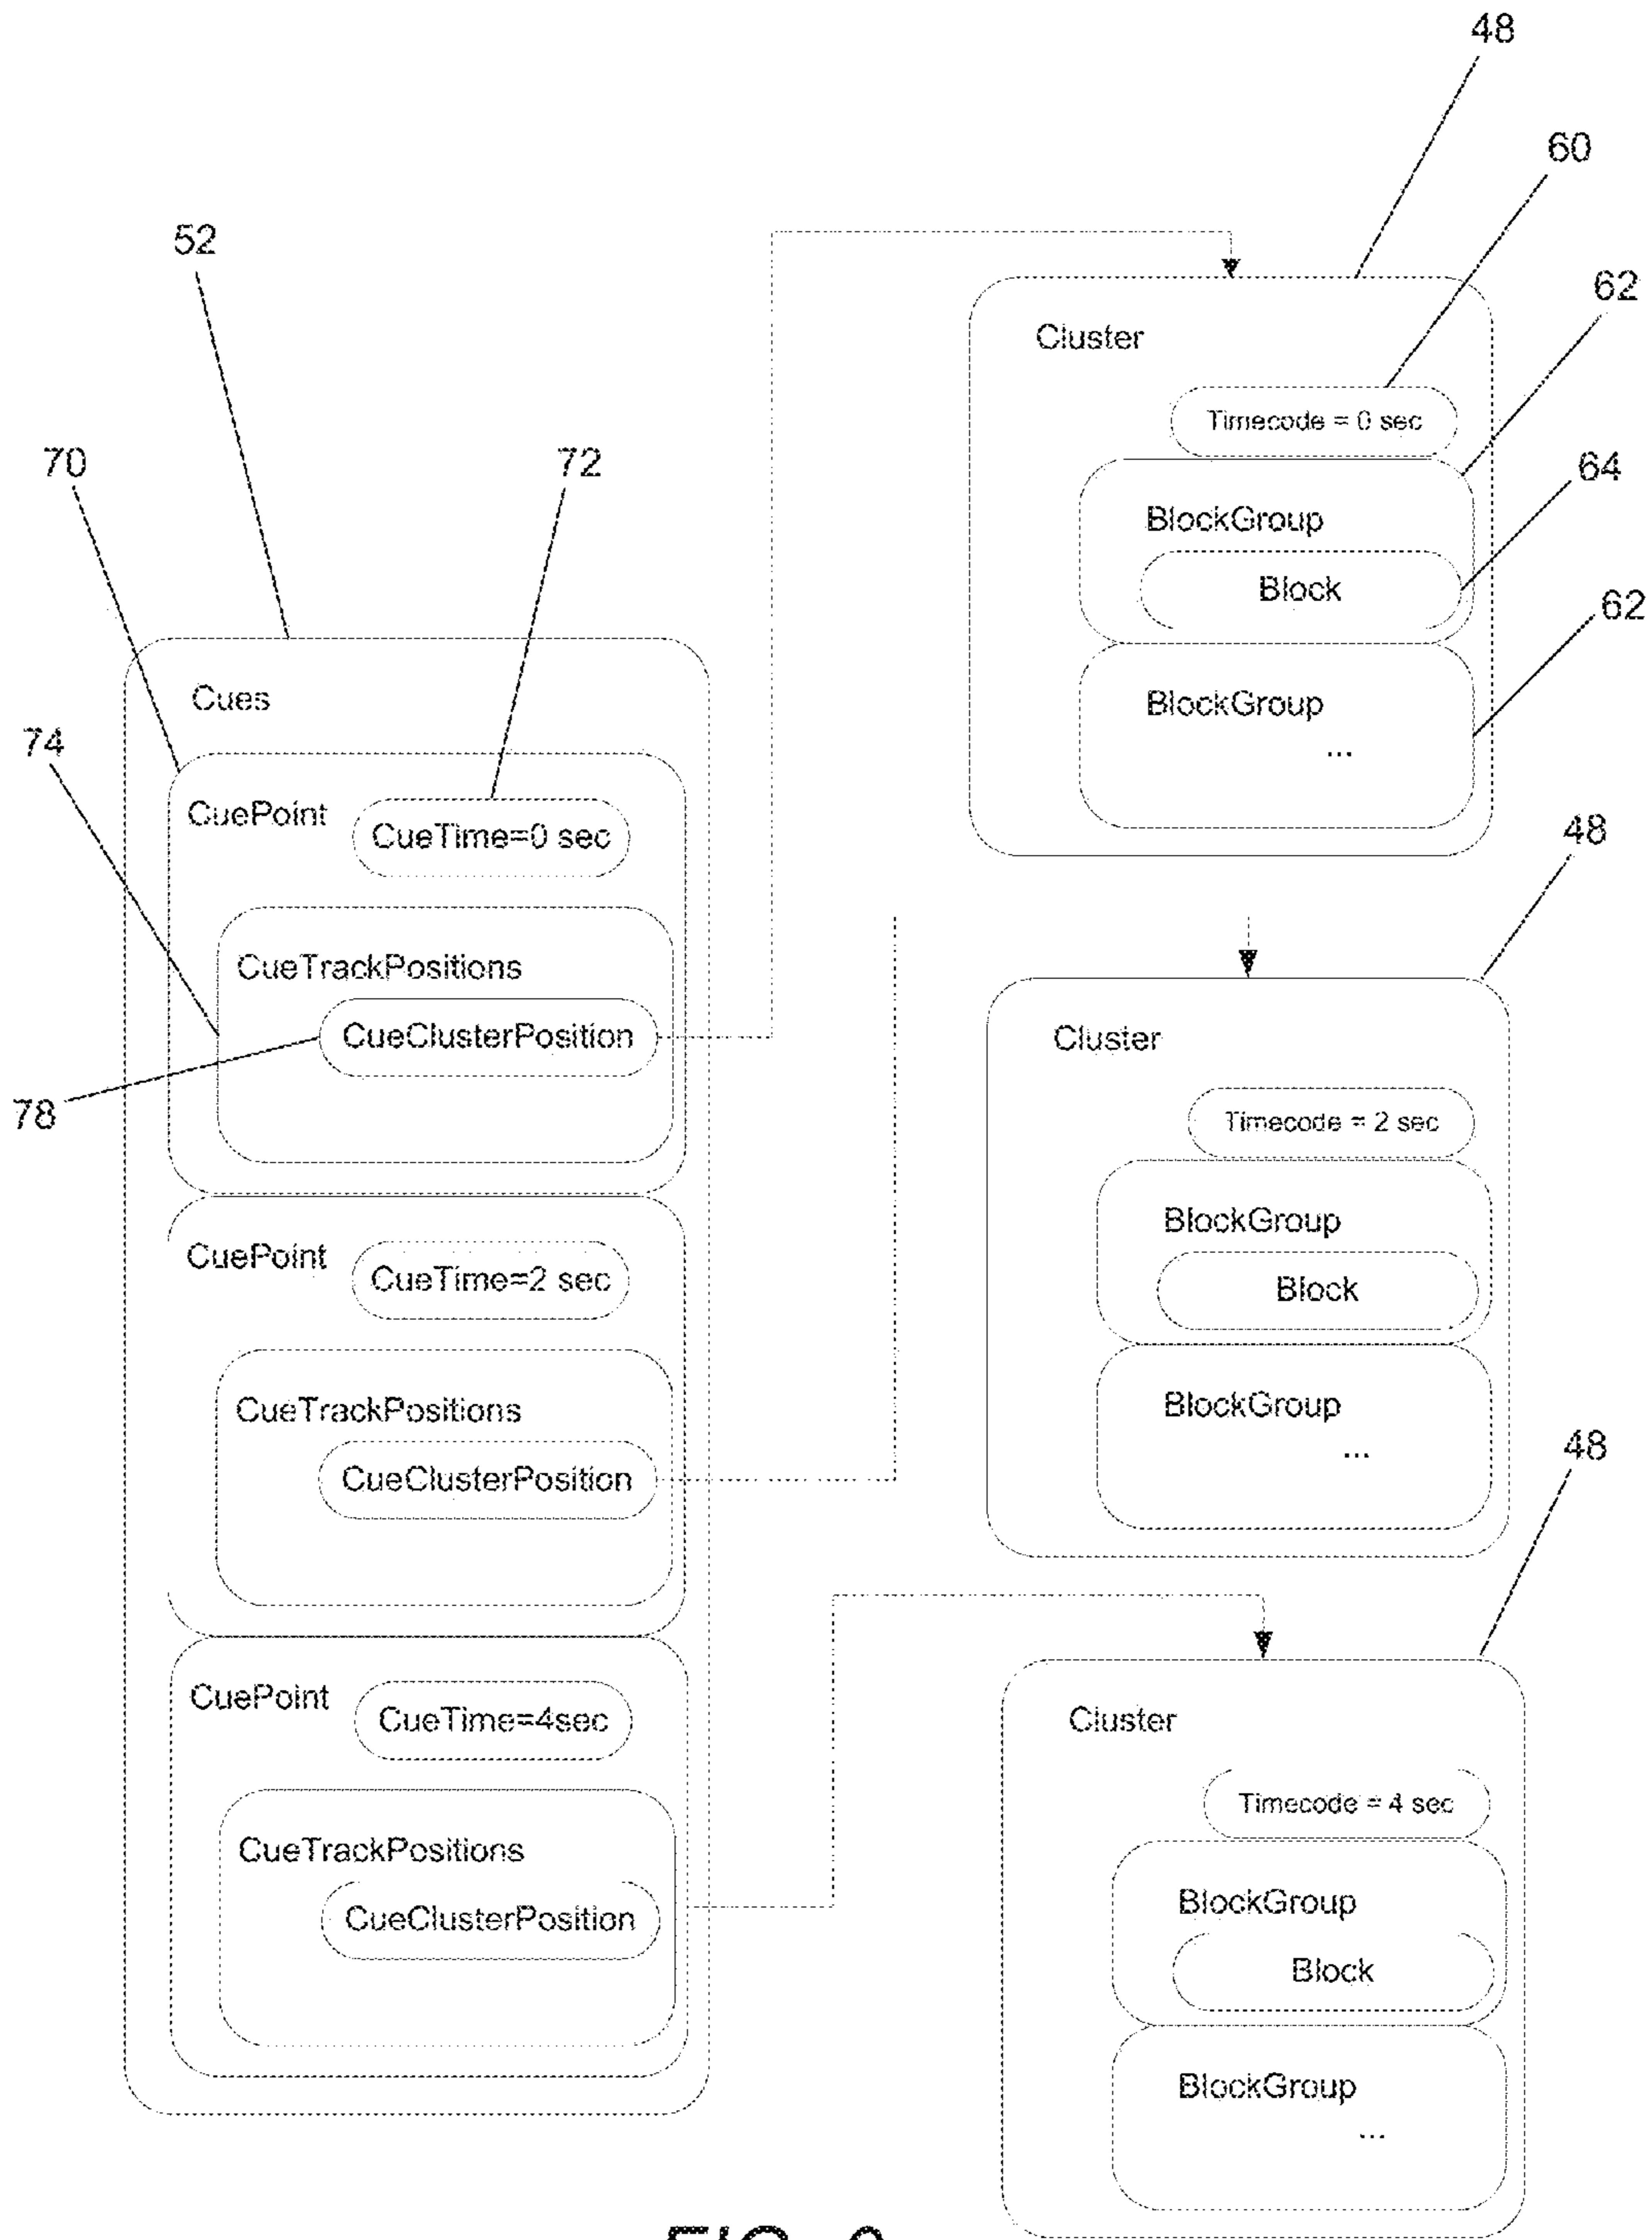 48
60
52
62
Cluster
Timecode = 0 sec
70
72
64
BlockGroup
Block
62
Cues
BlockGroup
...
74
CuePoint
CueTime=0 sec
48
CueTrackPositions
CueClusterPosition
Cluster
78
Timecode = 2 sec
BlockGroup
CuePoint
CueTime=2 sec
Block
CueTrackPositions
BlockGroup
...
48
CueClusterPosition
CuePoint
CueTime=4sec
Cluster
Timecode = 4 sec
CueTrackPositions
BlockGroup
CueClusterPosition
Block
BlockGroup
...